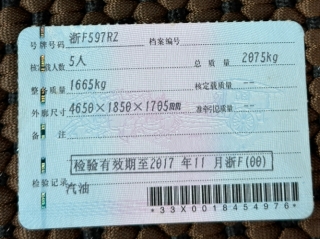 号牌号码 浙F597RZ 档案编号
核定载人数 5人 总质量 2075kg
整备质量 1665kg 核定载质量 --
外廓尺寸 4650×1850×1705mm 准牵引总质量 --
备注
检验有效期至2017 年 11 月浙F(00)
检验记录 汽油
*33X0018454976*